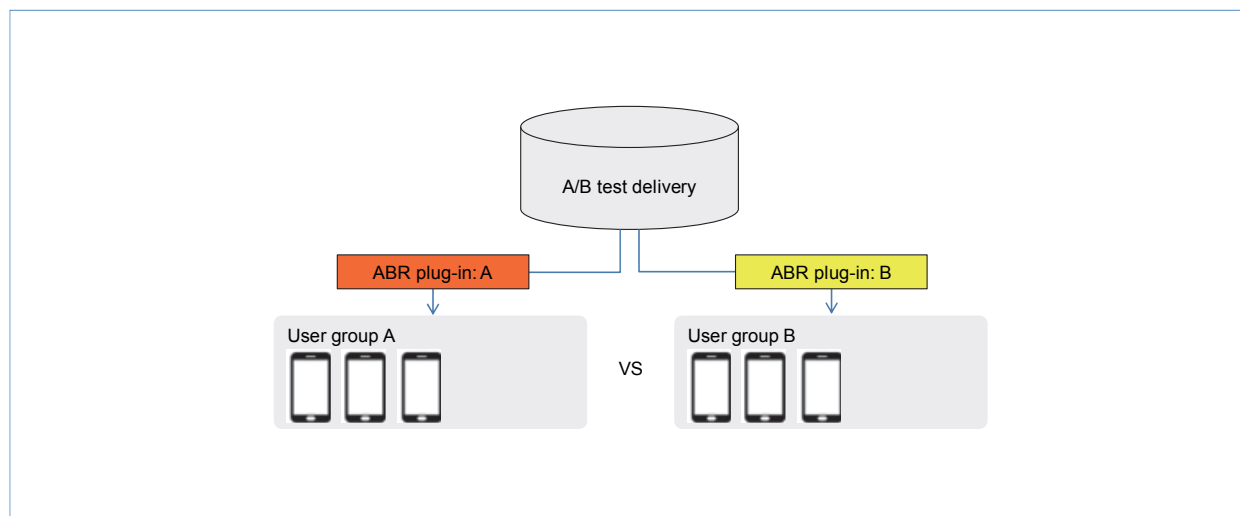 A/B test delivery
ABR plug-in: A
ABR plug-in: B
User group A
User group B
VS